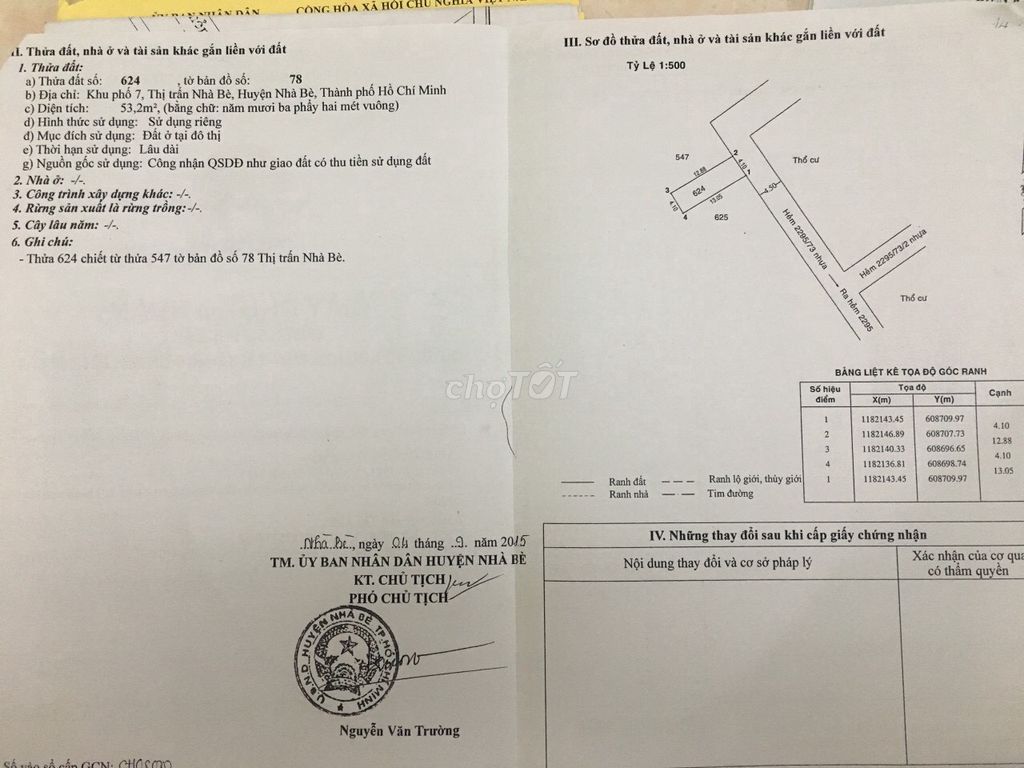 CỘNG HÒA XÃ HỘI CHỦ NGHĨA VIỆT
II. Thửa đất, nhà ở và tài sản khác gắn liền với đất
1. Thửa đất:
a) Thửa đất số: 624 , tờ bản đồ số: 78
b) Địa chỉ: Khu phố 7, Thị trấn Nhà Bè, Huyện Nhà Bè, Thành phố Hồ Chí Minh
c) Diện tích: 53,2m², (bằng chữ: năm mươi ba phẩy hai mét vuông)
d) Hình thức sử dụng: Sử dụng riêng
đ) Mục đích sử dụng: Đất ở tại đô thị
e) Thời hạn sử dụng: Lâu dài
g) Nguồn gốc sử dụng: Công nhận QSDĐ như giao đất có thu tiền sử dụng đất
2. Nhà ở: -/-.
3. Công trình xây dựng khác: -/-.
4. Rừng sản xuất là rừng trồng: -/-.
5. Cây lâu năm: -/-.
6. Ghi chú:
- Thửa 624 chiết từ thửa 547 tờ bản đồ số 78 Thị trấn Nhà Bè.
Nhà Bè, ngày 04 tháng 9 năm 2015
TM. ỦY BAN NHÂN DÂN HUYỆN NHÀ BÈ
KT. CHỦ TỊCH
PHÓ CHỦ TỊCH
U.B.N.D HUYỆN NHÀ BÈ TP HỒ CHÍ MINH
Nguyễn Văn Trường
Số vào sổ cấp GCN:
chợTỐT
III. Sơ đồ thửa đất, nhà ở và tài sản khác gắn liền với đất
Tỷ Lệ 1:500
547
2
12.88
4.10
1
Thổ cư
3
624
4.50
4.10
13.05
4
625
Hẻm 2295/73 nhựa
Hẻm 2295/73/2 nhựa
Ra hẻm 2295
Thổ cư
BẢNG LIỆT KÊ TỌA ĐỘ GÓC RANH
Số hiệu điểm Tọa độ Cạnh
X(m) Y(m)
1 1182143.45 608709.97
4.10
2 1182146.89 608707.73
12.88
3 1182140.33 608696.65
4.10
4 1182136.81 608698.74
13.05
1 1182143.45 608709.97
Ranh đất Ranh lộ giới, thủy giới
Ranh nhà Tim đường
IV. Những thay đổi sau khi cấp giấy chứng nhận
Nội dung thay đổi và cơ sở pháp lý
Xác nhận của cơ qua
có thẩm quyền